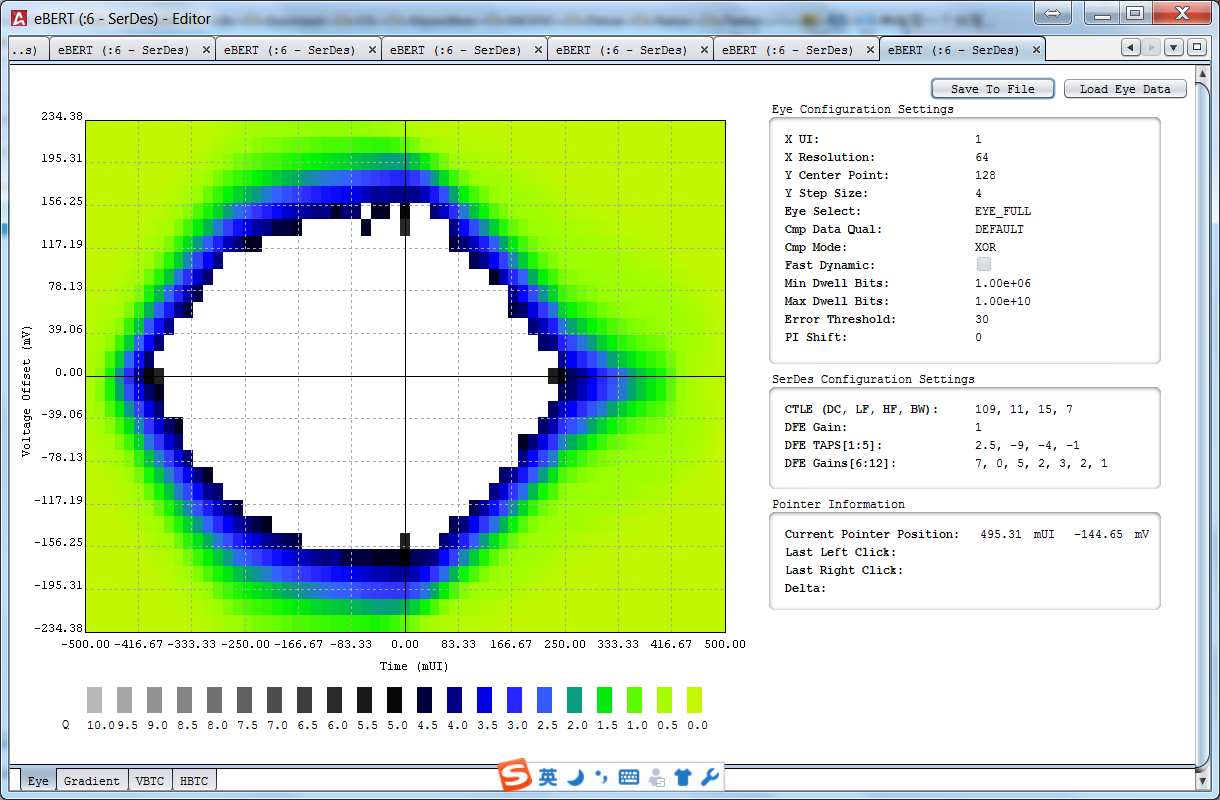 eBERT (:6 - SerDes) - Editor
..s) eBERT (:6 - SerDes) eBERT (:6 - SerDes) eBERT (:6 - SerDes) eBERT (:6 - SerDes) eBERT (:6 - SerDes) eBERT (:6 - SerDes)
Save To File Load Eye Data
Eye Configuration Settings
X UI: 1
X Resolution: 64
Y Center Point: 128
Y Step Size: 4
Eye Select: EYE_FULL
Cmp Data Qual: DEFAULT
Cmp Mode: XOR
Fast Dynamic:
Min Dwell Bits: 1.00e+06
Max Dwell Bits: 1.00e+10
Error Threshold: 30
PI Shift: 0
SerDes Configuration Settings
CTLE (DC, LF, HF, BW): 109, 11, 15, 7
DFE Gain: 1
DFE TAPS[1:5]: 2.5, -9, -4, -1
DFE Gains[6:12]: 7, 0, 5, 2, 3, 2, 1
Pointer Information
Current Pointer Position: 495.31 mUI -144.65 mV
Last Left Click:
Last Right Click:
Delta:
Voltage Offset (mV)
234.38
195.31
156.25
117.19
78.13
39.06
0.00
-39.06
-78.13
-117.19
-156.25
-195.31
-234.38
-500.00 -416.67 -333.33 -250.00 -166.67 -83.33 0.00 83.33 166.67 250.00 333.33 416.67 500.00
Time (mUI)
Q 10.0 9.5 9.0 8.5 8.0 7.5 7.0 6.5 6.0 5.5 5.0 4.5 4.0 3.5 3.0 2.5 2.0 1.5 1.0 0.5 0.0
Eye Gradient VBTC HBTC
英